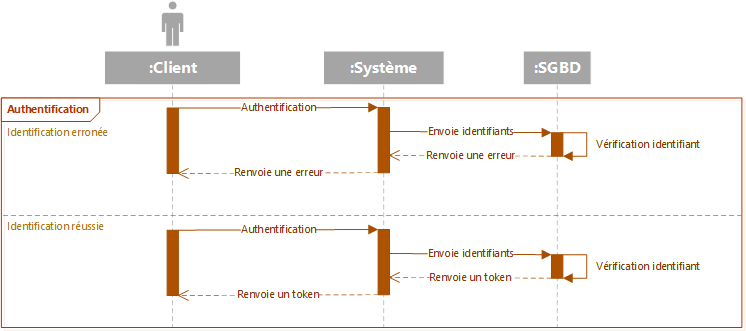 :Client
:Système
:SGBD
Authentification
Identification erronée
Authentification
Envoie identifiants
Vérification identifiant
Renvoie une erreur
Renvoie une erreur
Identification réussie
Authentification
Envoie identifiants
Vérification identifiant
Renvoie un token
Renvoie un token